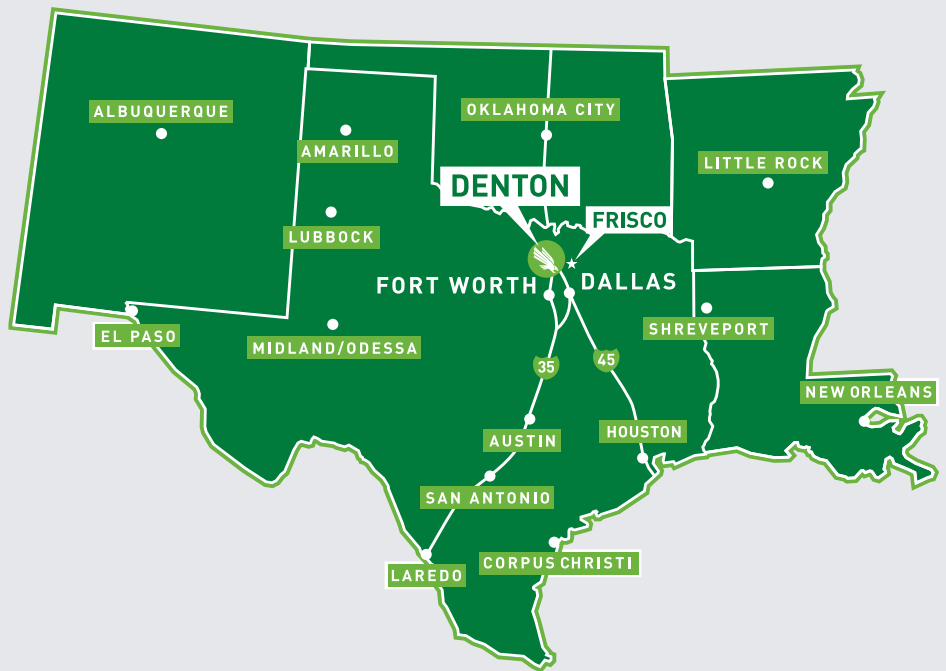 ALBUQUERQUE
OKLAHOMA CITY
AMARILLO
LITTLE ROCK
DENTON
FRISCO
LUBBOCK
FORT WORTH
DALLAS
EL PASO
MIDLAND/ODESSA
SHREVEPORT
35
45
NEW ORLEANS
AUSTIN
HOUSTON
SAN ANTONIO
LAREDO
CORPUS CHRISTI